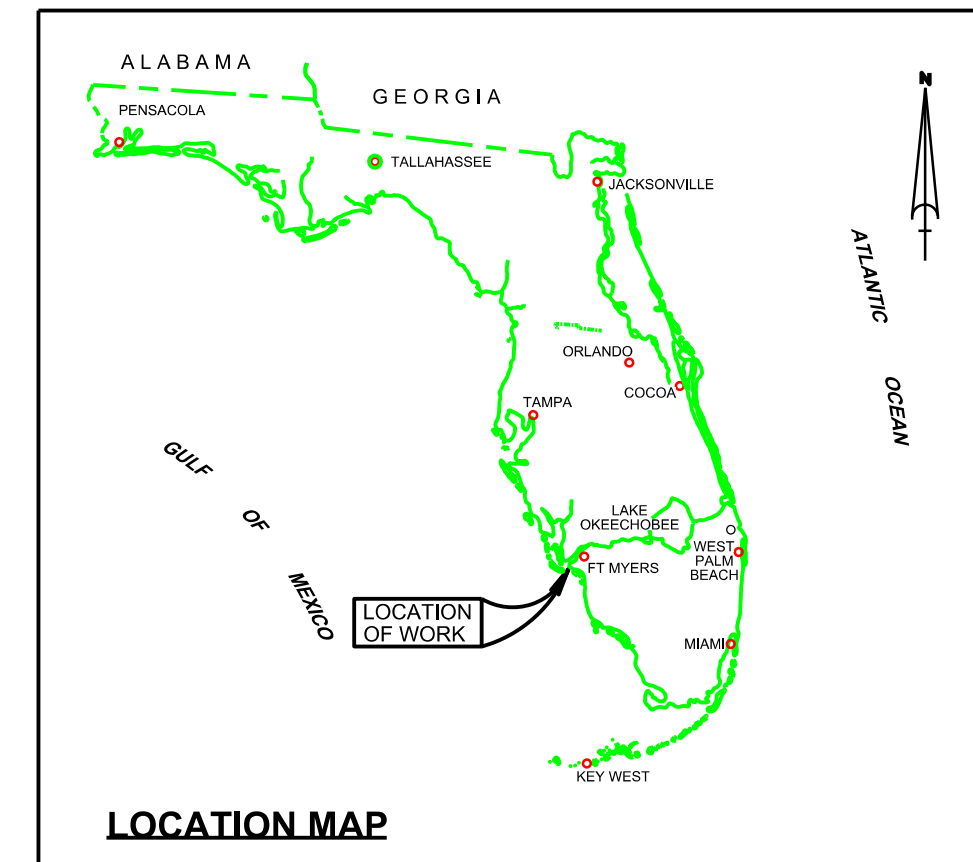 ALABAMA
GEORGIA
N
PENSACOLA
TALLAHASSEE
JACKSONVILLE
ATLANTIC
OCEAN
ORLANDO
COCOA
TAMPA
GULF
OF
MEXICO
LAKE
OKEECHOBEE
WEST
PALM
BEACH
FT MYERS
LOCATION
OF WORK
MIAMI
KEY WEST
LOCATION MAP